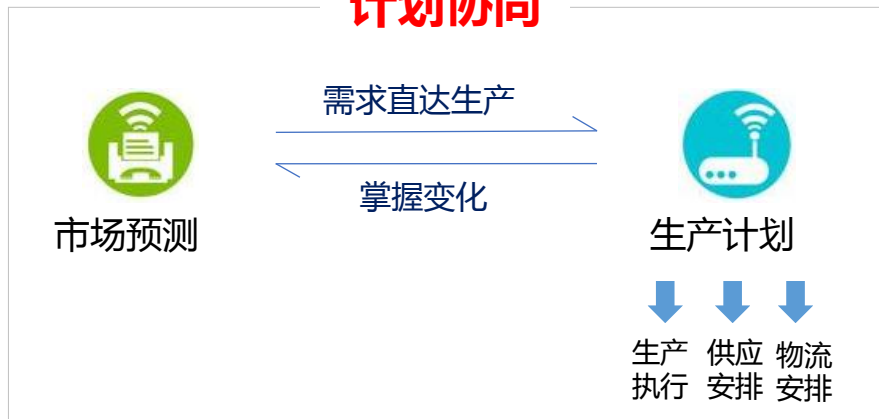 计划协同
需求直达生产
掌握变化
市场预测
生产计划
生产 供应 物流
执行 安排 安排